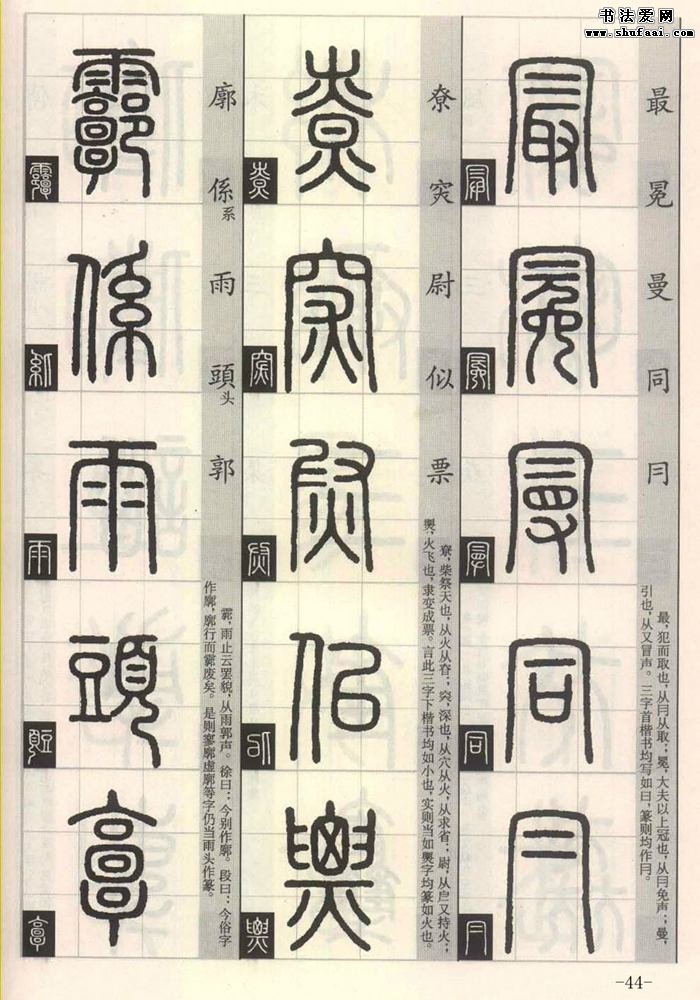 书法爱网
www.shufaai.com
最 冕 曼 同 冃
最,犯而取也,从冃从取;冕,大夫以上冠也,从冃免声;曼,
引也,从又冒声。三字首楷书均写如曰,篆则均作冃。
尞 突 尉 似 票
尞,柴祭天也,从火从昚;突,深也,从穴从火,从求省;尉,从𡰥又持火;
㷠,火飞也,隶变成票。言此三字下楷书均如小也,实则当如㷠字均篆如火也。
廓 係系 雨 頭头 郭
霩,雨止云罢貌,从雨郭声。徐曰:今别作廓。段曰:今俗字
作廓,廓行而霩废矣。是则寥廓虚廓等字仍当雨头作篆。
-44-